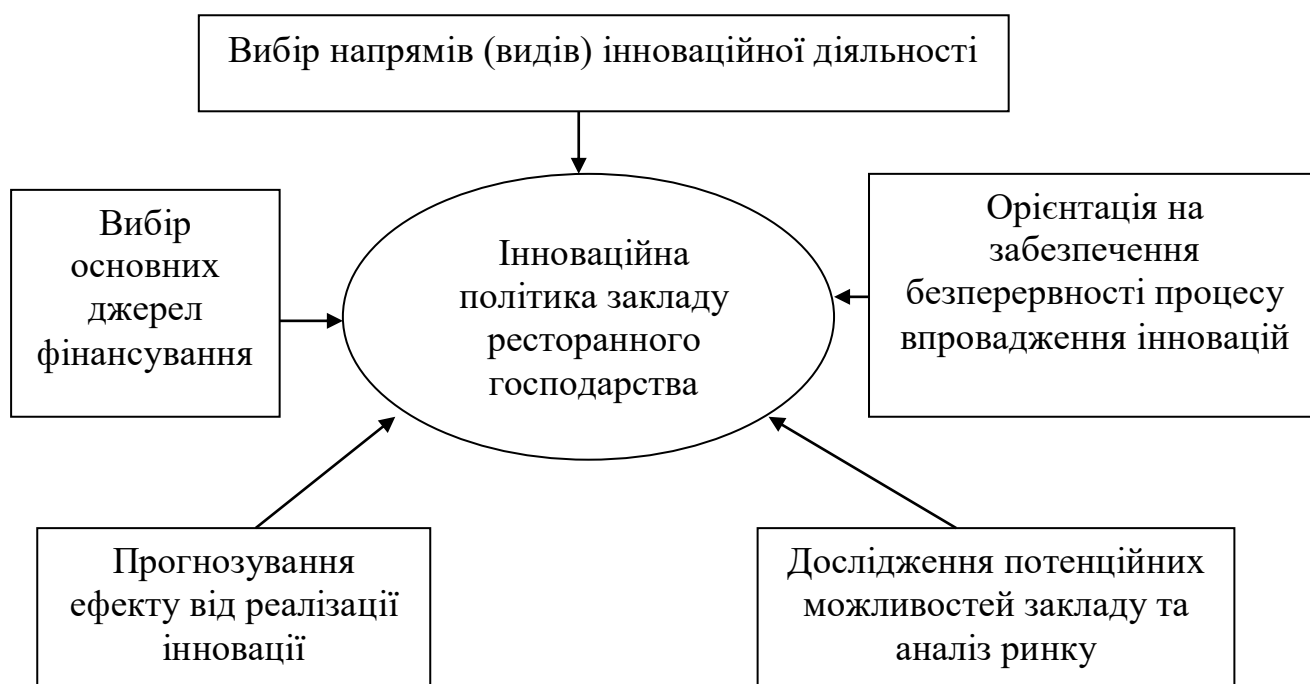 Вибір напрямів (видів) інноваційної діяльності
Вибір
основних
джерел
фінансування
Інноваційна
політика закладу
ресторанного
господарства
Орієнтація на
забезпечення
безперервності процесу
впровадження інновацій
Прогнозування
ефекту від реалізації
інновації
Дослідження потенційних
можливостей закладу та
аналіз ринку